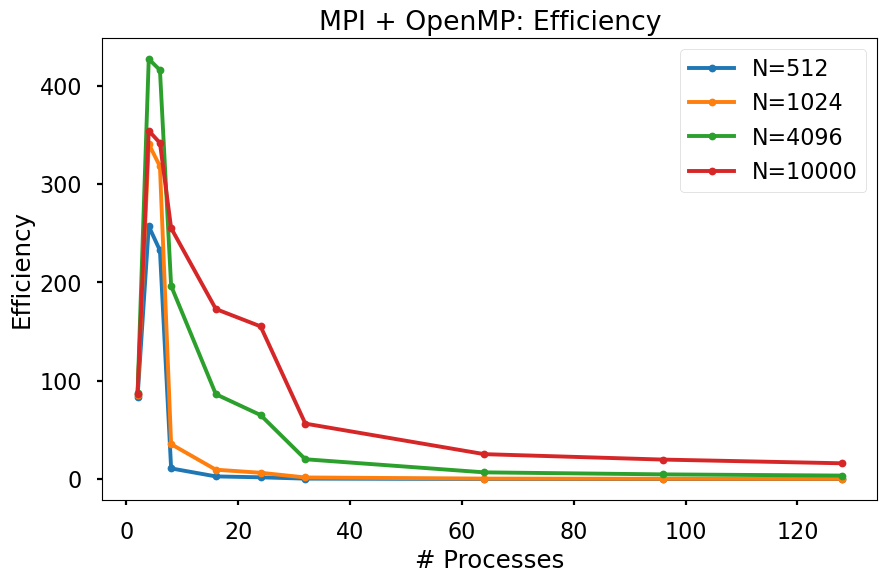 MPI + OpenMP: Efficiency
N=512
N=1024
N=4096
N=10000
Efficiency
400
300
200
100
0
0 20 40 60 80 100 120
# Processes